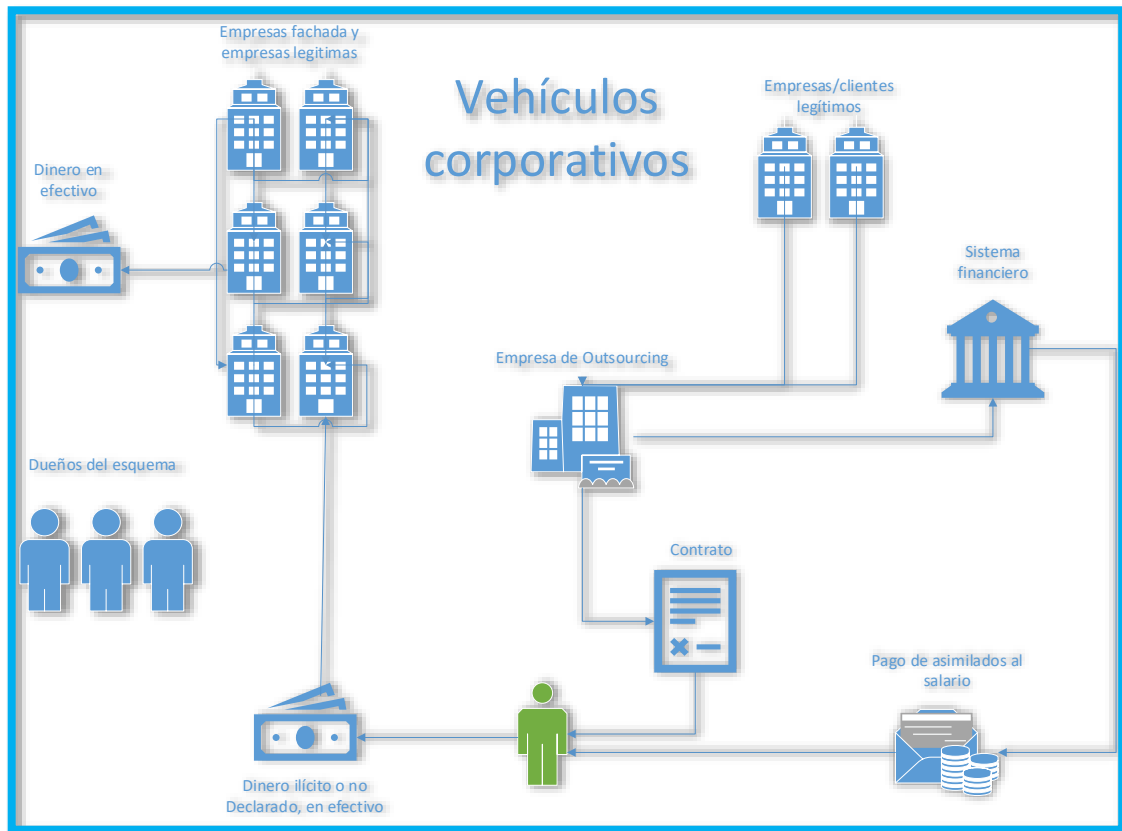 Empresas fachada y
empresas legitimas
Vehículos
corporativos
Empresas/clientes
legítimos
Dinero en
efectivo
Sistema
financiero
Empresa de Outsourcing
Dueños del esquema
Contrato
Pago de asimilados al
salario
Dinero ilícito o no
Declarado, en efectivo